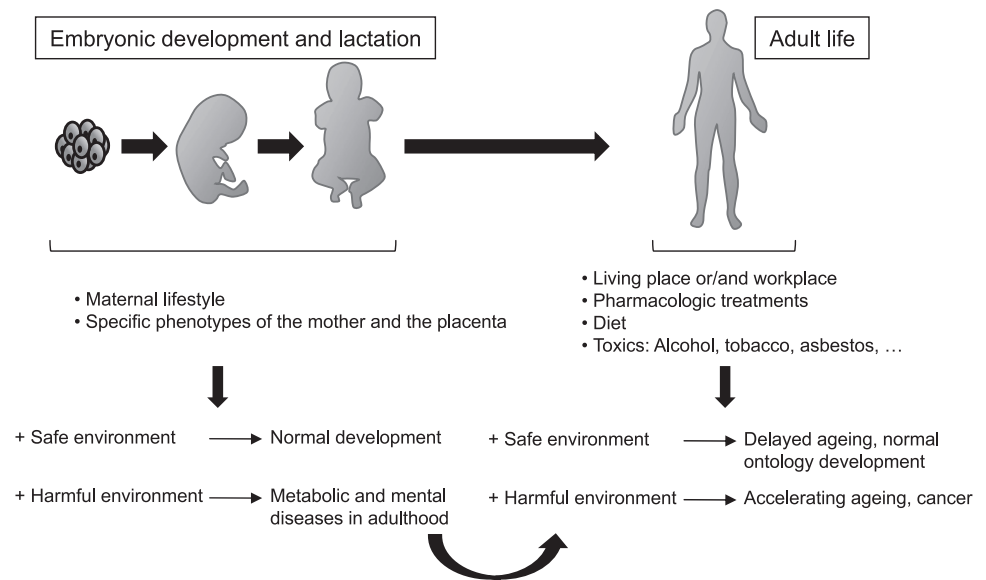 Embryonic development and lactation
Adult life
• Maternal lifestyle
• Specific phenotypes of the mother and the placenta
• Living place or/and workplace
• Pharmacologic treatments
• Diet
• Toxics: Alcohol, tobacco, asbestos, …
+ Safe environment
Normal development
+ Harmful environment
Metabolic and mental
diseases in adulthood
+ Safe environment
Delayed ageing, normal
ontology development
+ Harmful environment
Accelerating ageing, cancer